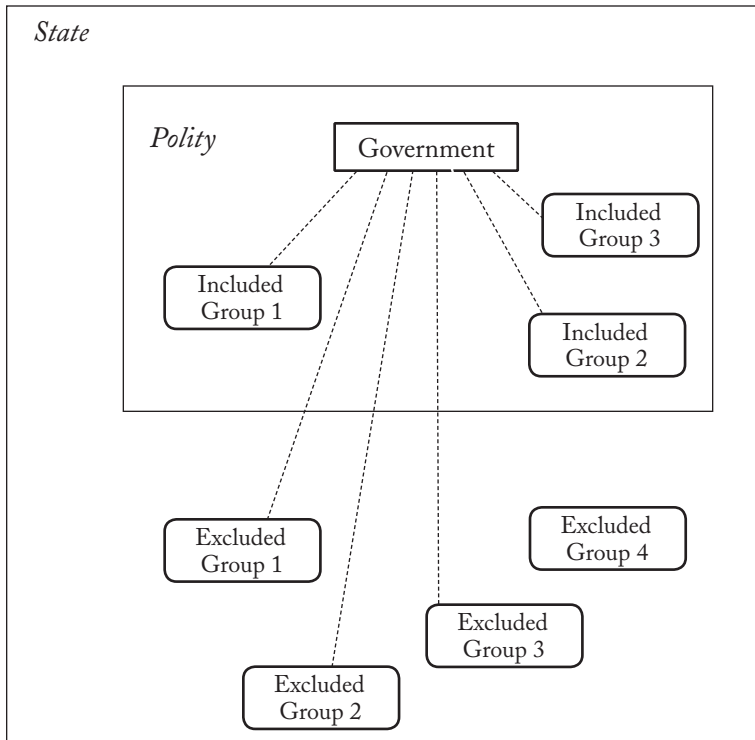 State
Polity
Government
Included
Group 3
Included
Group 1
Included
Group 2
Excluded
Group 1
Excluded
Group 4
Excluded
Group 3
Excluded
Group 2